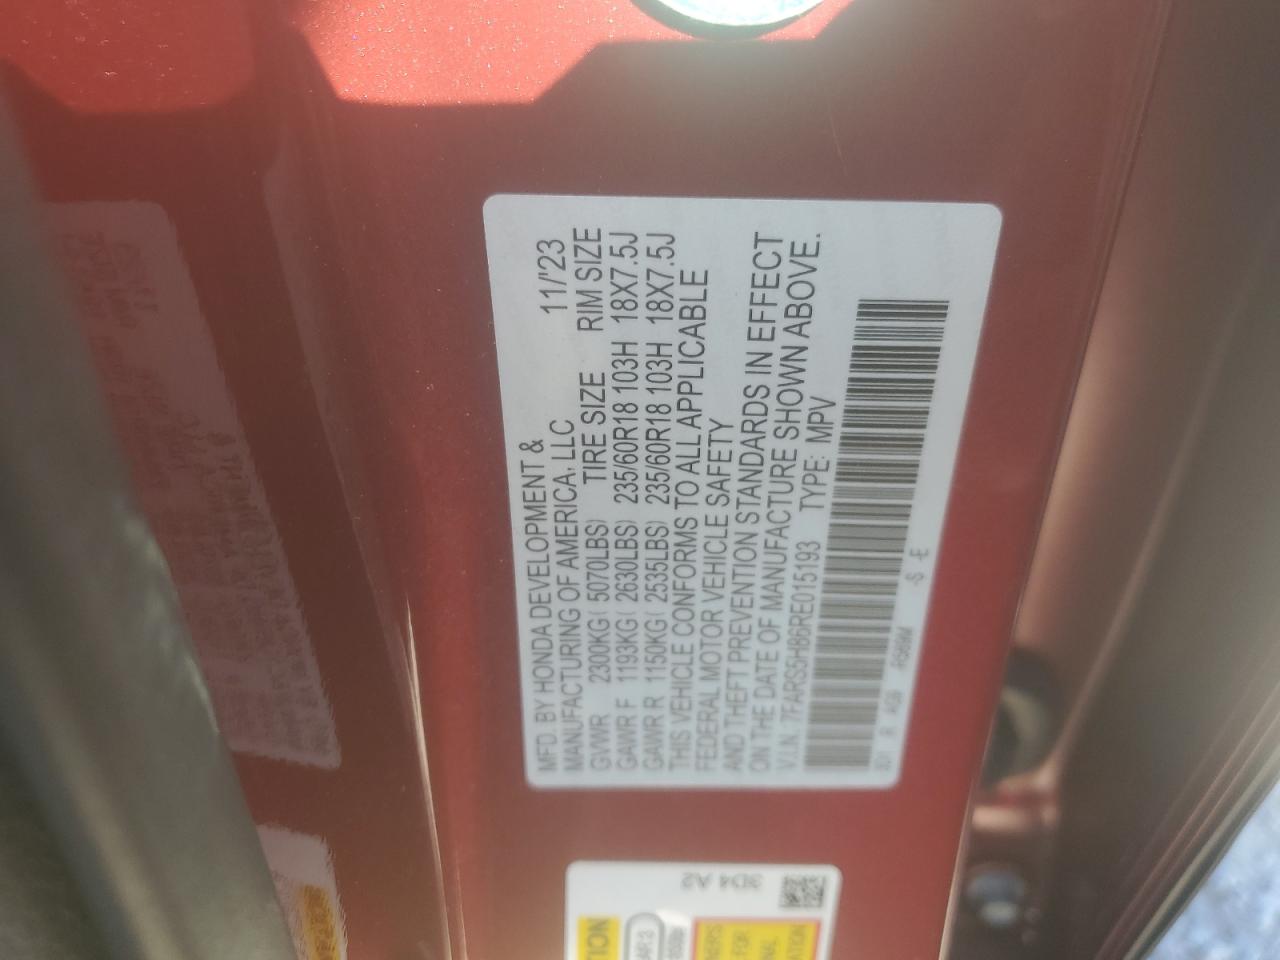 MFD. BY HONDA DEVELOPMENT &
MANUFACTURING OF AMERICA, LLC 11/'23
GVWR 2300KG( 5070LBS) TIRE SIZE RIM SIZE
GAWR F 1193KG( 2630LBS) 235/60R18 103H 18X7.5J
GAWR R 1150KG( 2535LBS) 235/60R18 103H 18X7.5J
THIS VEHICLE CONFORMS TO ALL APPLICABLE
FEDERAL MOTOR VEHICLE SAFETY
AND THEFT PREVENTION STANDARDS IN EFFECT
ON THE DATE OF MANUFACTURE SHOWN ABOVE.
V.I.N. 7FARS5H86RE015193 TYPE: MPV
3D4 A2